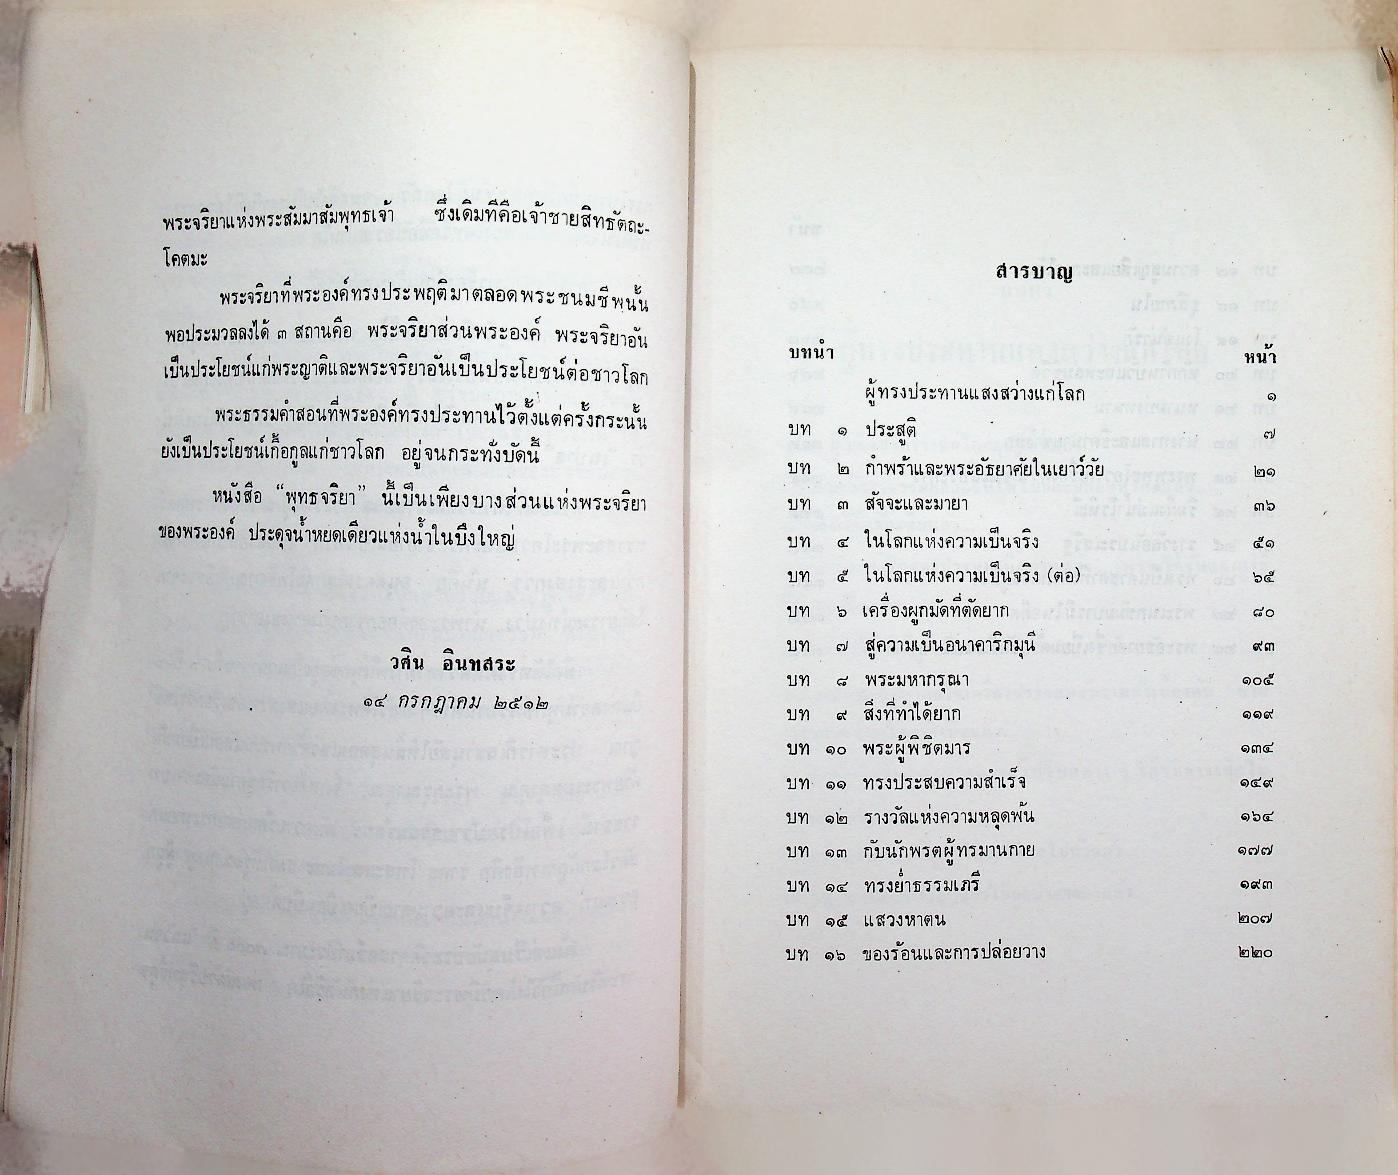 พระจริยาแห่งพระสัมมาสัมพุทธเจ้า ซึ่งเดิมทีคือเจ้าชายสิทธัตถะ-
โคตมะ
พระจริยาที่พระองค์ทรงประพฤติมาตลอดพระชนมชีพนั้น
พอประมวลลงได้ ๓ สถานคือ พระจริยาส่วนพระองค์ พระจริยาอัน
เป็นประโยชน์แก่พระญาติและพระจริยาอันเป็นประโยชน์ต่อชาวโลก
พระธรรมคำสอนที่พระองค์ทรงประทานไว้ตั้งแต่ครั้งกระนั้น
ยังเป็นประโยชน์เกื้อกูลแก่ชาวโลก อยู่จนกระทั่งบัดนี้
หนังสือ “พุทธจริยา” นี้เป็นเพียงบางส่วนแห่งพระจริยา
ของพระองค์ ประดุจน้ำหยดเดียวแห่งน้ำในบึงใหญ่
วศิน อินทสระ
๑๔ กรกฎาคม ๒๕๑๒
สารบาญ
บทนำ หน้า
ผู้ทรงประทานแสงสว่างแก่โลก ๑
บท ๑ ประสูติ ๗
บท ๒ กำพร้าและพระอัธยาศัยในเยาว์วัย ๒๑
บท ๓ สัจจะและมายา ๓๖
บท ๔ ในโลกแห่งความเป็นจริง ๕๑
บท ๕ ในโลกแห่งความเป็นจริง (ต่อ) ๖๕
บท ๖ เครื่องผูกมัดที่ตัดยาก ๘๐
บท ๗ สู่ความเป็นอนาคาริกมุนี ๙๓
บท ๘ พระมหากรุณา ๑๐๕
บท ๙ สิ่งที่ทำได้ยาก ๑๑๙
บท ๑๐ พระผู้พิชิตมาร ๑๓๔
บท ๑๑ ทรงประสบความสำเร็จ ๑๔๙
บท ๑๒ รางวัลแห่งความหลุดพ้น ๑๖๔
บท ๑๓ กับนักพรตผู้ทรมานกาย ๑๗๗
บท ๑๔ ทรงย่ำธรรมเภรี ๑๙๓
บท ๑๕ แสวงหาตน ๒๐๗
บท ๑๖ ของร้อนและการปล่อยวาง ๒๒๐